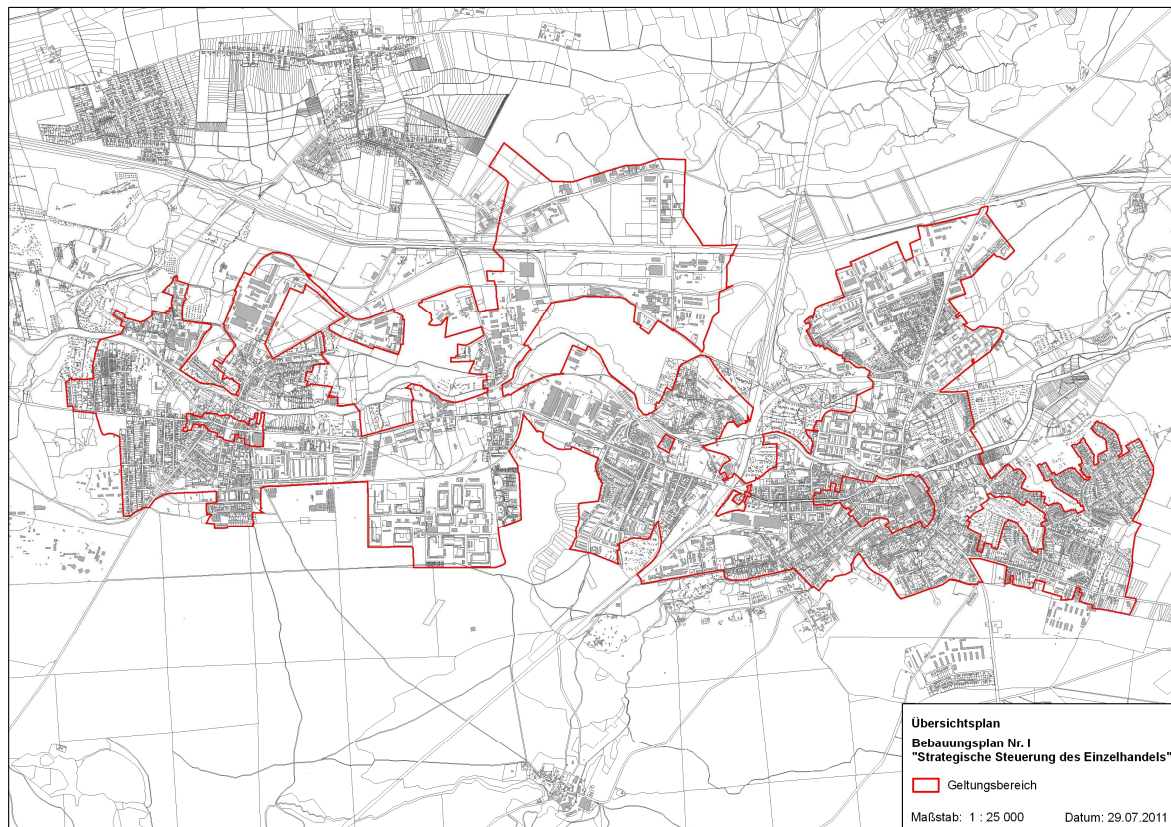 Übersichtsplan
Bebauungsplan Nr. I
"Strategische Steuerung des Einzelhandels"
Geltungsbereich
Maßstab: 1 : 25 000 Datum: 29.07.2011